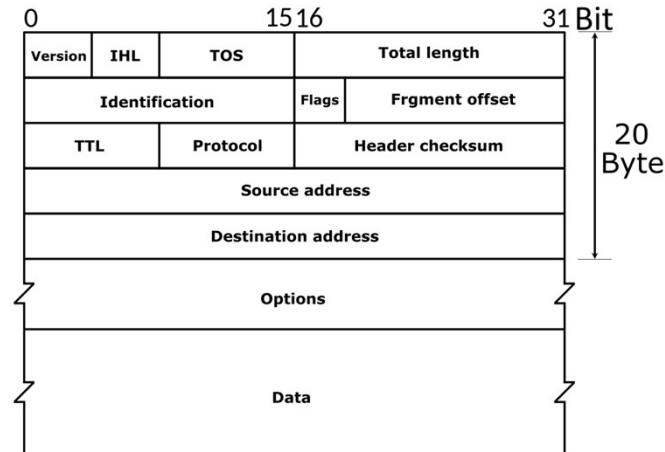 0 15 16 31 Bit
Version IHL TOS Total length
Identification Flags Frgment offset
TTL Protocol Header checksum
20
Byte
Source address
Destination address
Options
Data